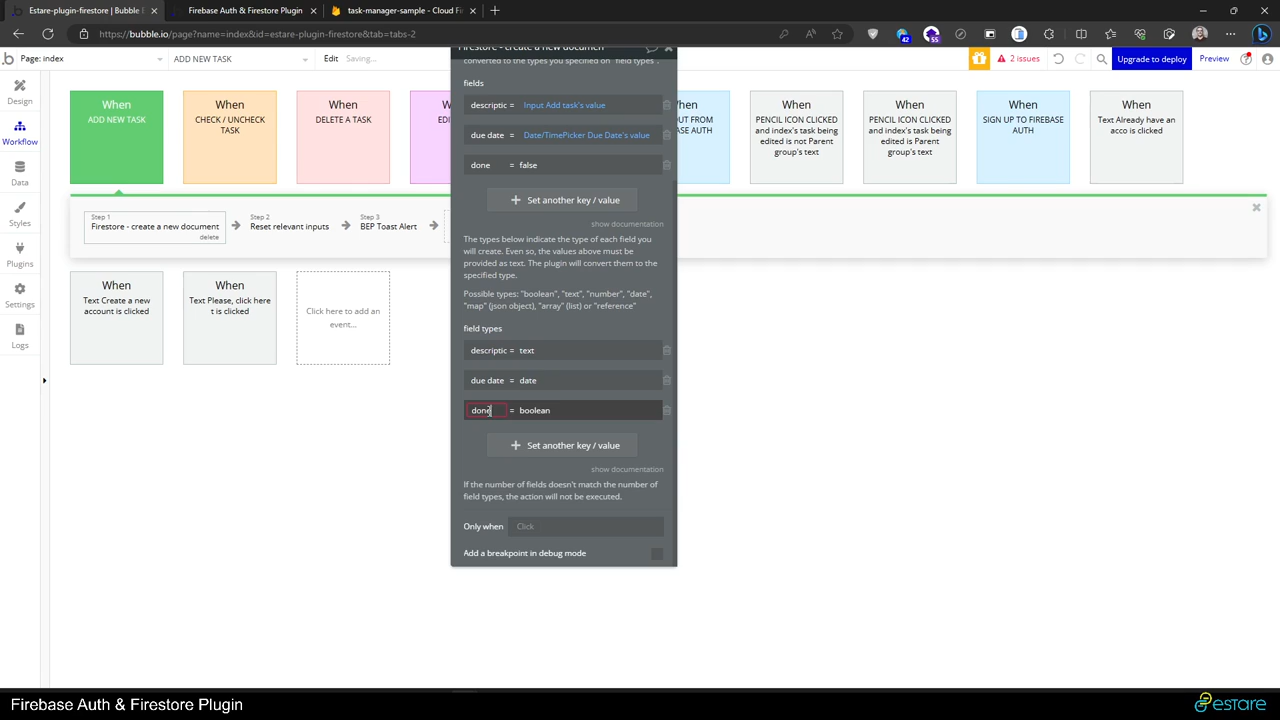 Estare-plugin-firestore | Bubble
Firebase Auth & Firestore Plugin
task-manager-sample - Cloud Fi
https://bubble.io/page?name=index&id=estare-plugin-firestore&tab=tabs-2
42
55
Page: index
ADD NEW TASK
Edit
Saving...
2 issues
Upgrade to deploy
Preview
Design
Workflow
Data
Styles
Plugins
Settings
Logs
When
ADD NEW TASK
When
CHECK / UNCHECK
TASK
When
DELETE A TASK
When
PENCIL ICON CLICKED
and index's task being
edited is not Parent
group's text
When
PENCIL ICON CLICKED
and index's task being
edited is Parent
group's text
When
SIGN UP TO FIREBASE
AUTH
When
Text Already have an
acco is clicked
Step 1
Firestore - create a new document
delete
Step 2
Reset relevant inputs
Step 3
BEP Toast Alert
When
Text Create a new
account is clicked
When
Text Please, click here
t is clicked
Click here to add an
event...
Firestore - create a new documen
converted to the types you specified on "field types".
fields
descriptic = Input Add task's value
due date = Date/TimePicker Due Date's value
done = false
Set another key / value
show documentation
The types below indicate the type of each field you
will create. Even so, the values above must be
provided as text. The plugin will convert them to the
specified type.
Possible types: "boolean", "text", "number", "date",
"map" (json object), "array" (list) or "reference"
field types
descriptic = text
due date = date
done = boolean
Set another key / value
show documentation
If the number of fields doesn't match the number of
field types, the action will not be executed.
Only when Click
Add a breakpoint in debug mode
Firebase Auth & Firestore Plugin
estare